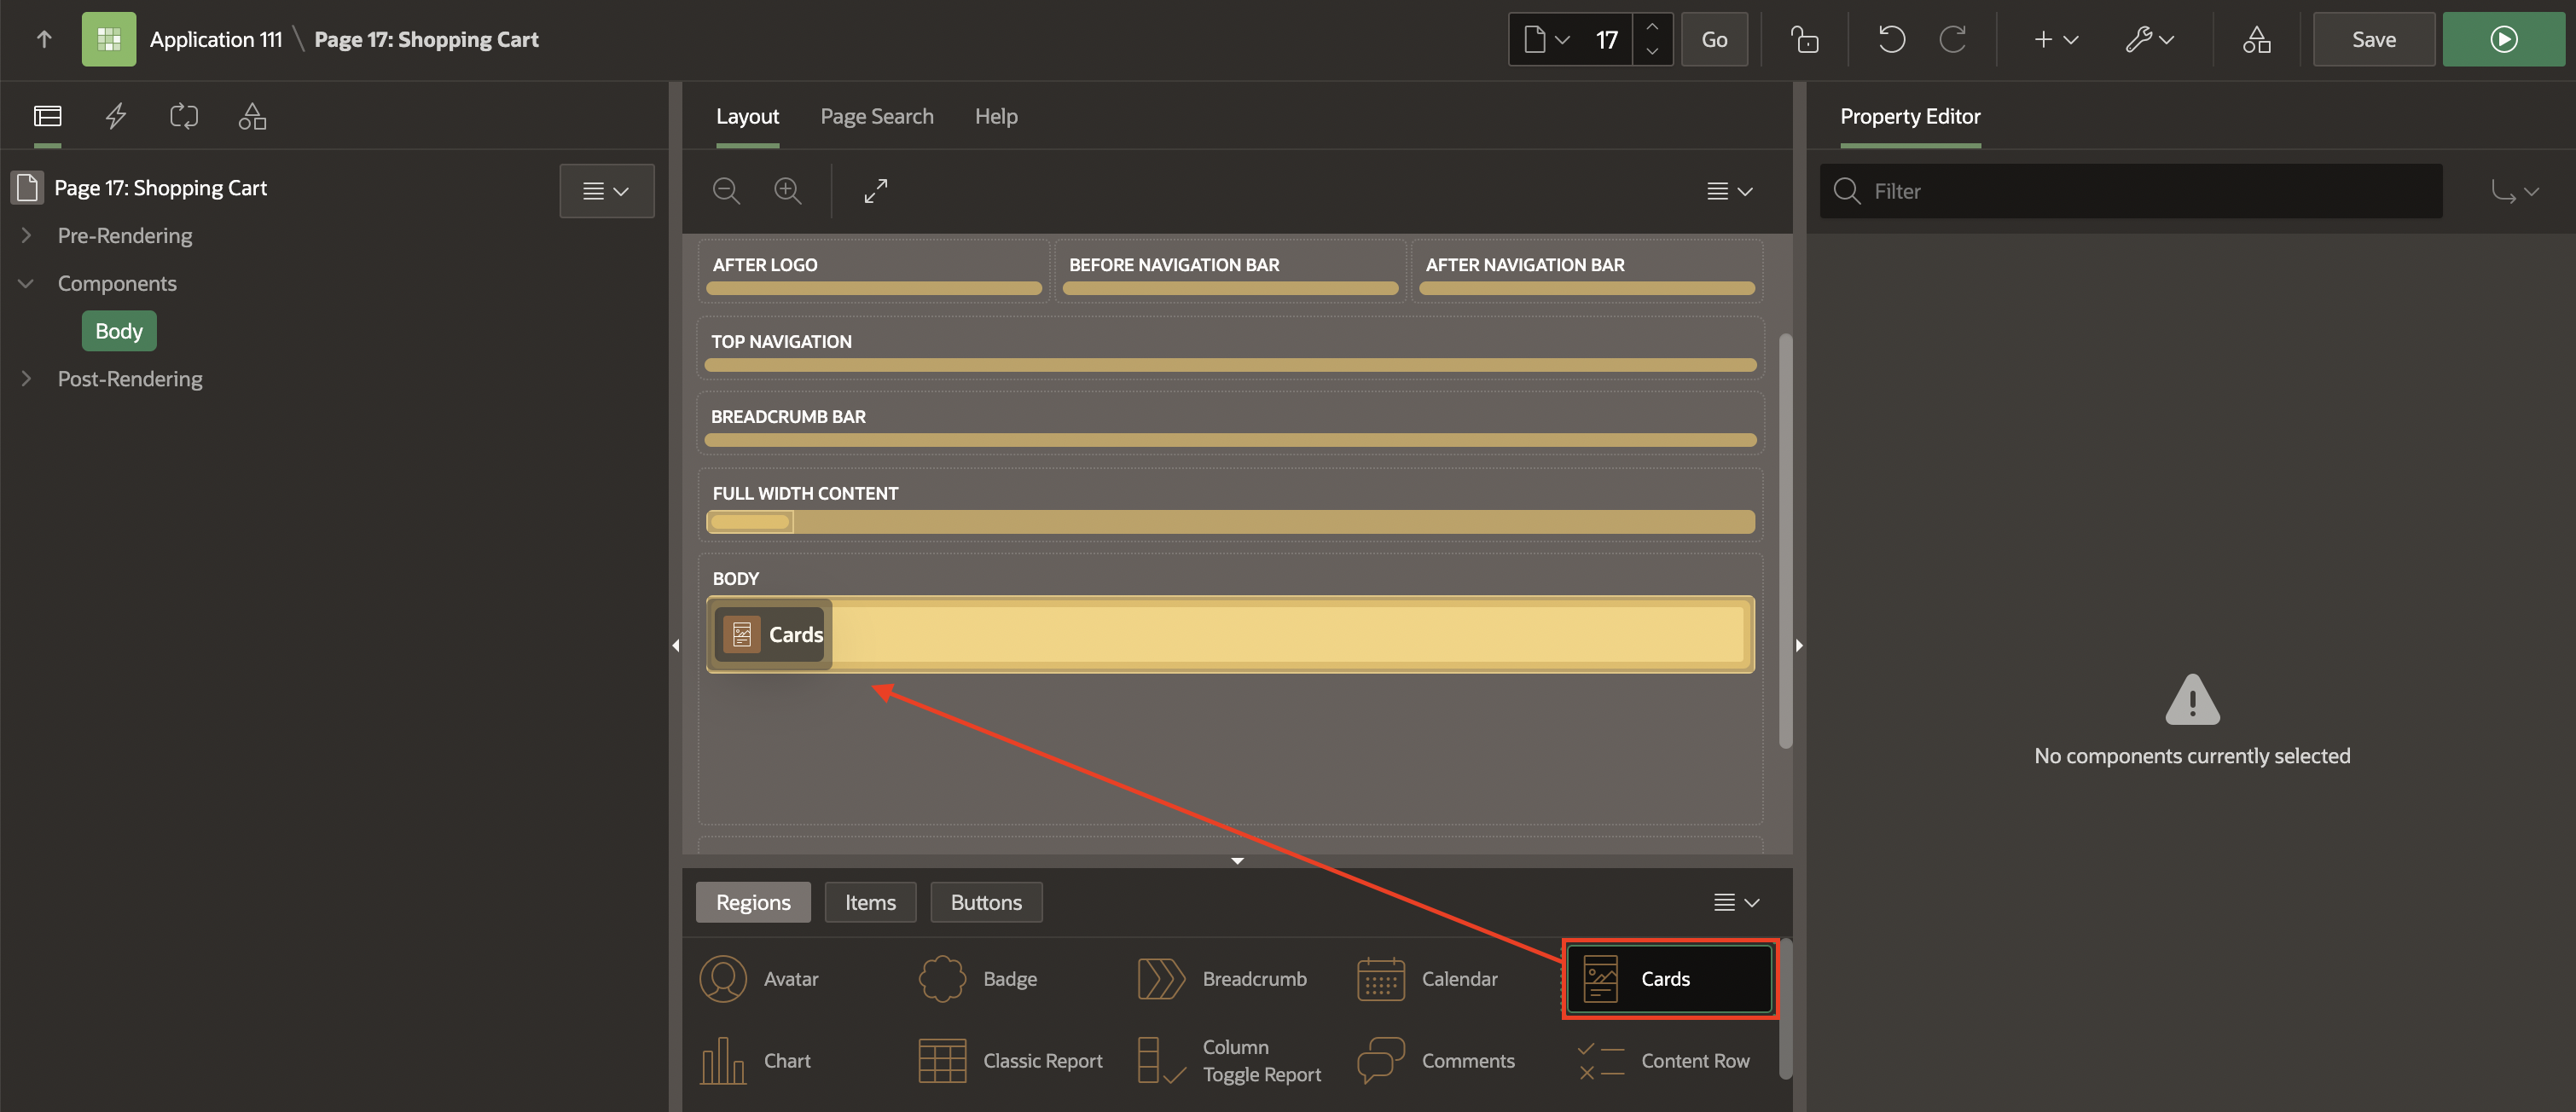 Application 111 \ Page 17: Shopping Cart
17
Go
Save
Page 17: Shopping Cart
Pre-Rendering
Components
Body
Post-Rendering
Layout
Page Search
Help
AFTER LOGO
BEFORE NAVIGATION BAR
AFTER NAVIGATION BAR
TOP NAVIGATION
BREADCRUMB BAR
FULL WIDTH CONTENT
BODY
Cards
Regions
Items
Buttons
Avatar
Badge
Breadcrumb
Calendar
Cards
Chart
Classic Report
Column
Toggle Report
Comments
Content Row
Property Editor
Filter
No components currently selected